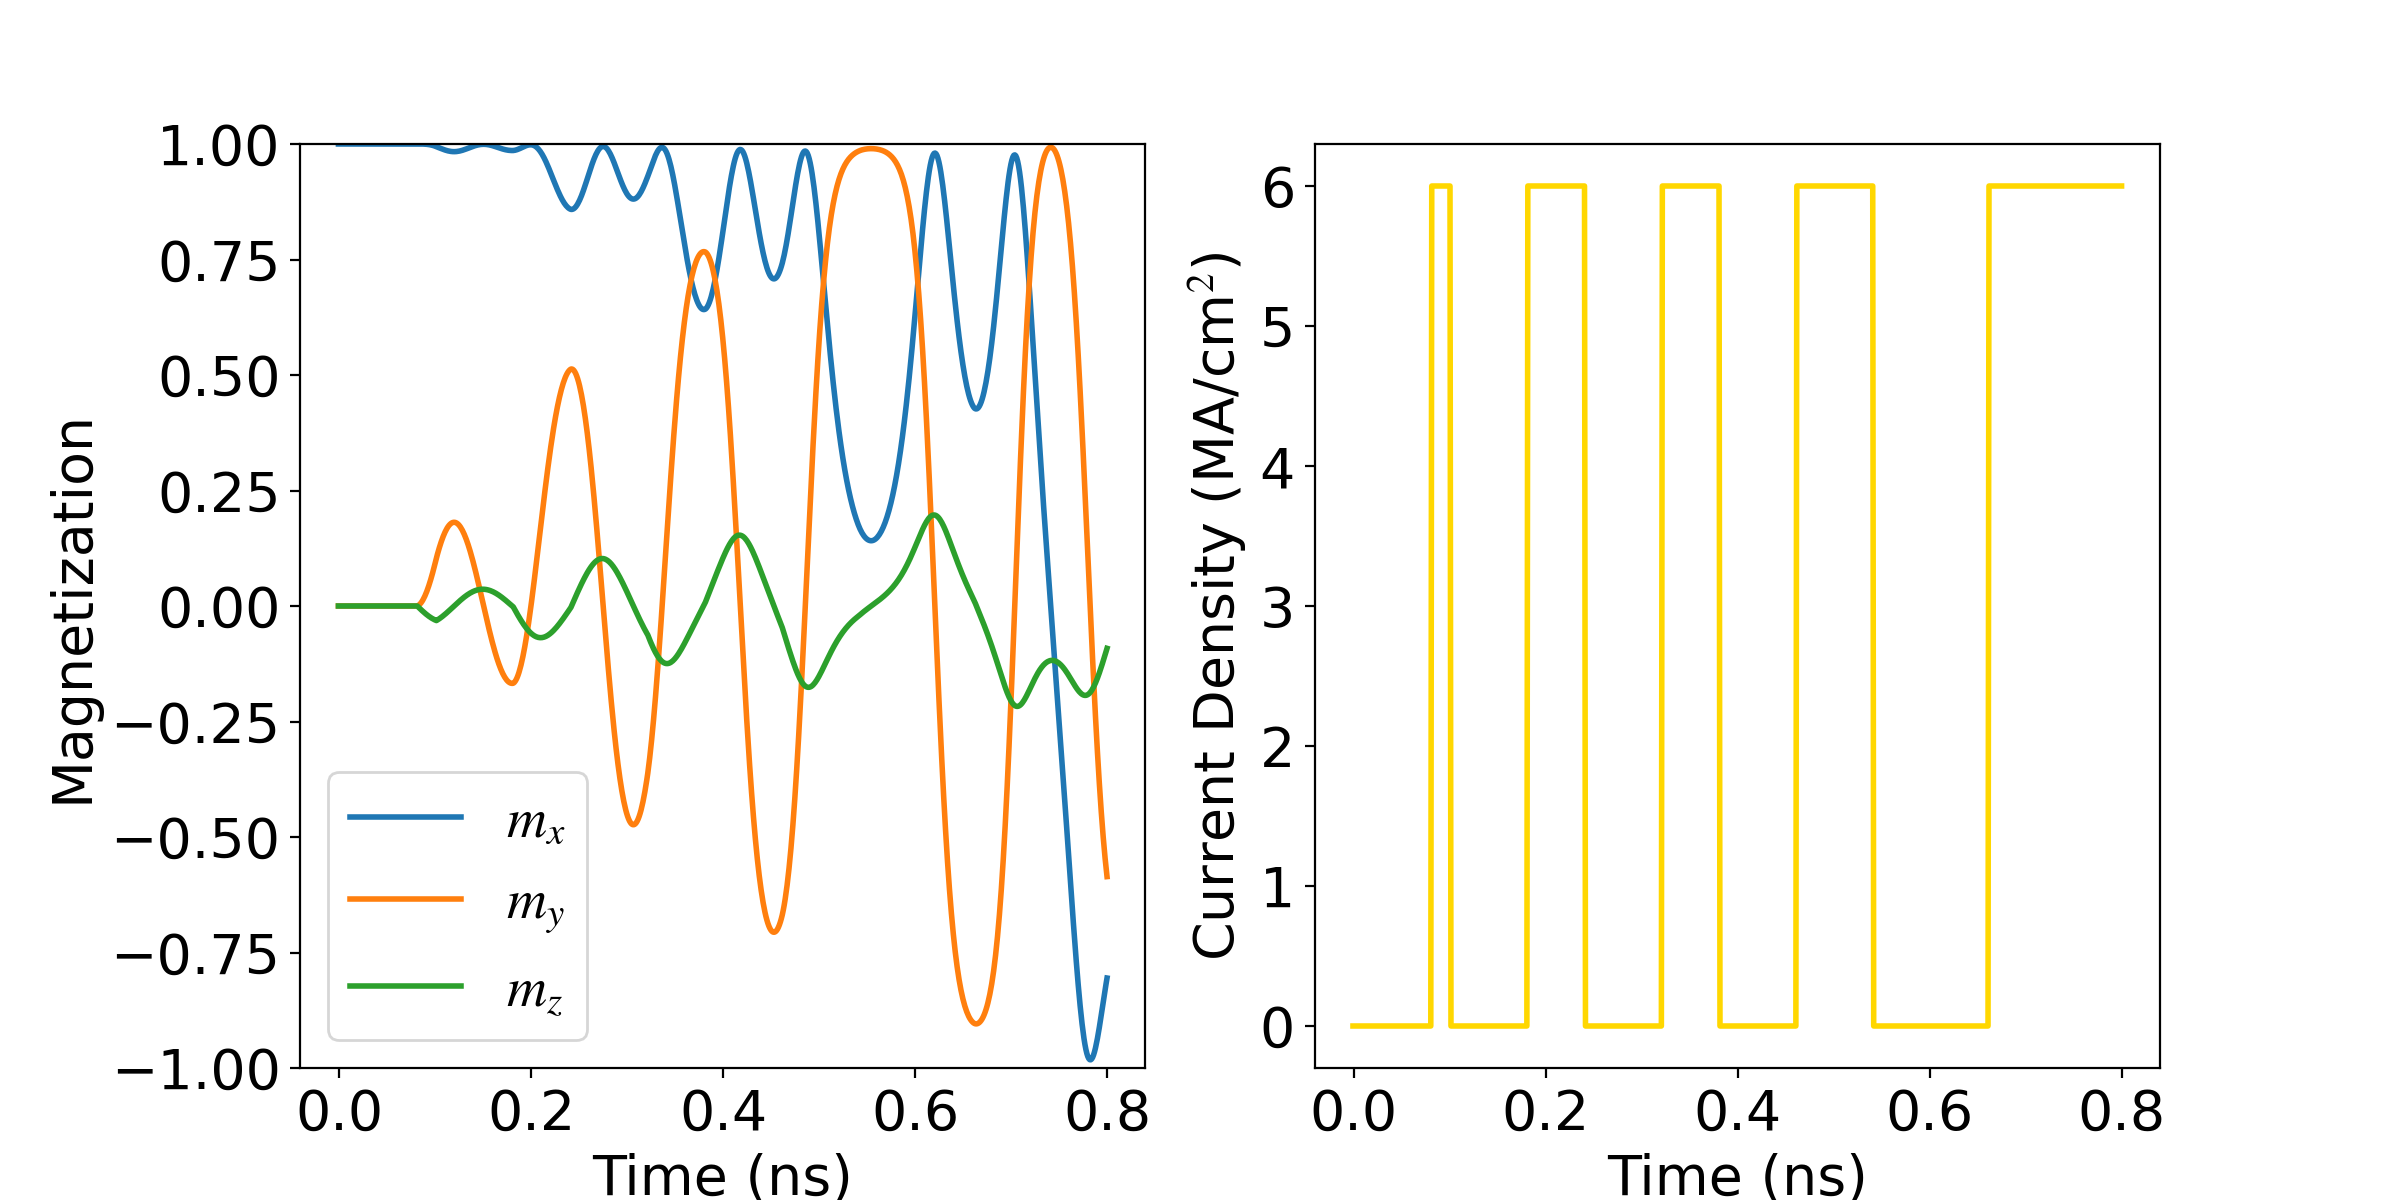 Magnetization
1.00
0.75
0.50
0.25
0.00
−0.25
−0.50
−0.75
−1.00
0.0 0.2 0.4 0.6 0.8
Time (ns)
m_x
m_y
m_z
Current Density (MA/cm²)
6
5
4
3
2
1
0
0.0 0.2 0.4 0.6 0.8
Time (ns)